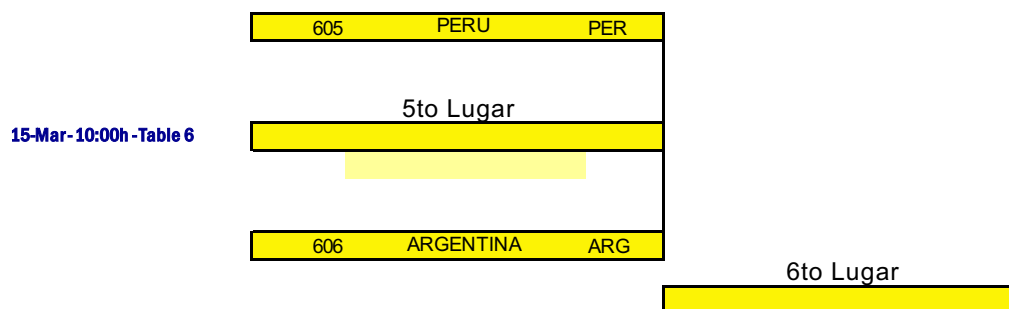 605 PERU PER
5to Lugar
15-Mar-10:00h-Table 6
606 ARGENTINA ARG
6to Lugar